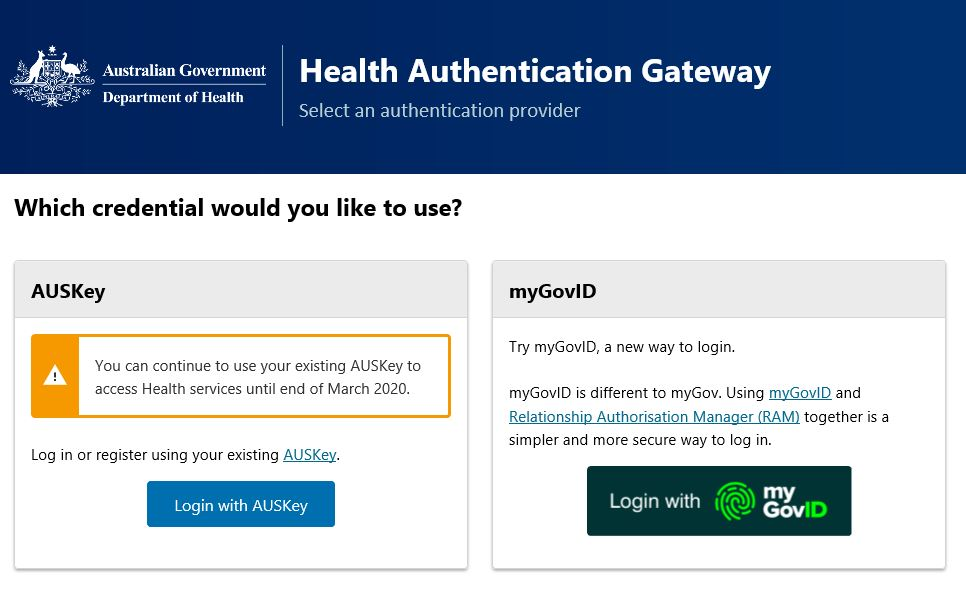 Australian Government
Department of Health
Health Authentication Gateway
Select an authentication provider
Which credential would you like to use?
AUSKey
You can continue to use your existing AUSKey to
access Health services until end of March 2020.
Log in or register using your existing AUSKey.
Login with AUSKey
myGovID
Try myGovID, a new way to login.
myGovID is different to myGov. Using myGovID and
Relationship Authorisation Manager (RAM) together is a
simpler and more secure way to log in.
Login with my
GovID